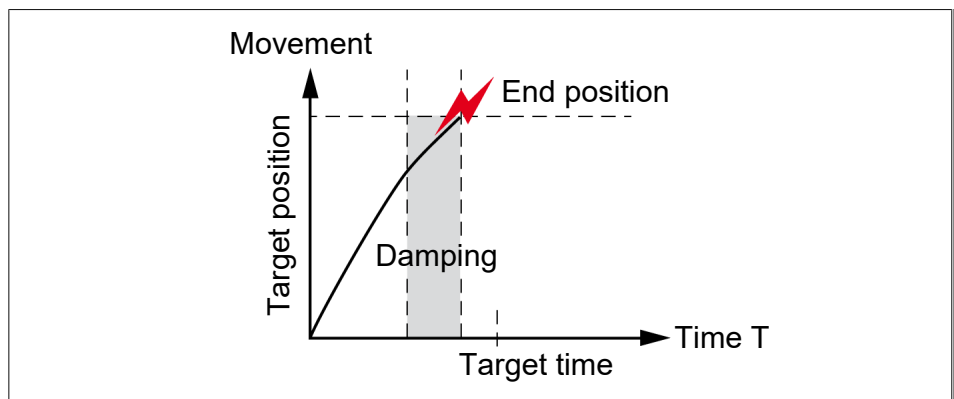 Movement
End position
Target position
Damping
Time T
Target time